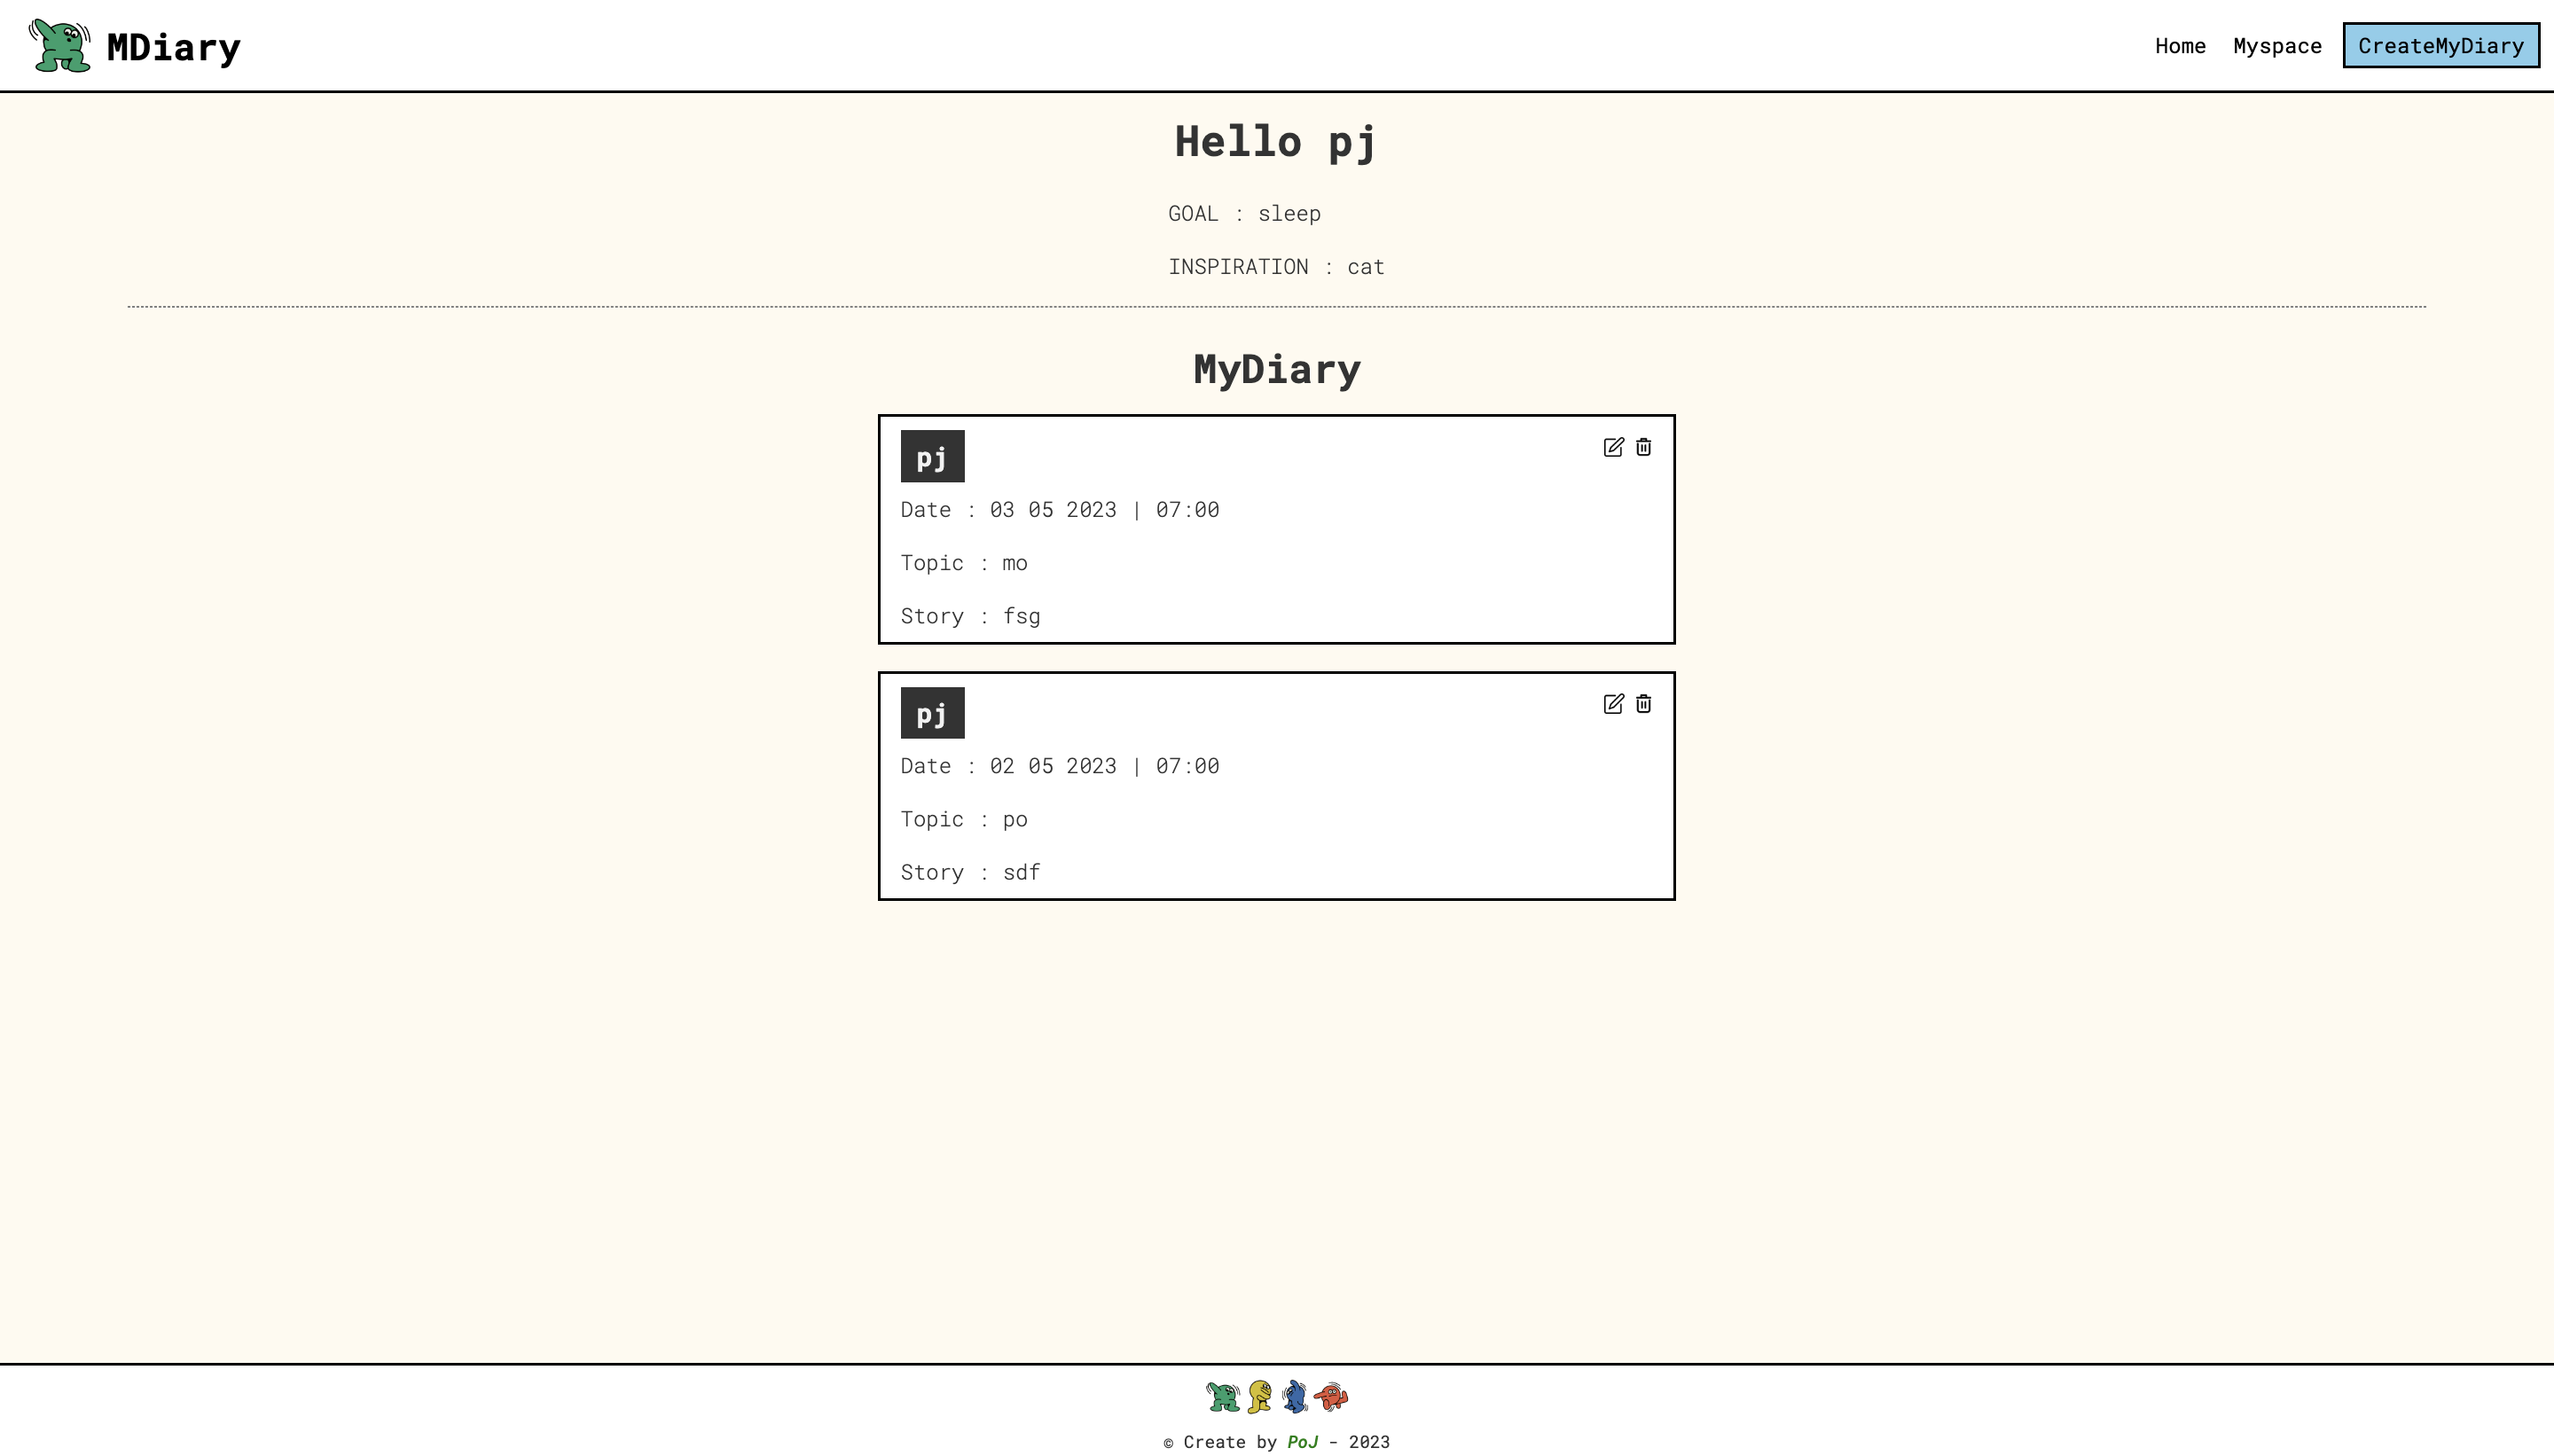 MDiary
Home Myspace CreateMyDiary
Hello pj
GOAL : sleep
INSPIRATION : cat
MyDiary
pj
Date : 03 05 2023 | 07:00
Topic : mo
Story : fsg
pj
Date : 02 05 2023 | 07:00
Topic : po
Story : sdf
© Create by PoJ - 2023